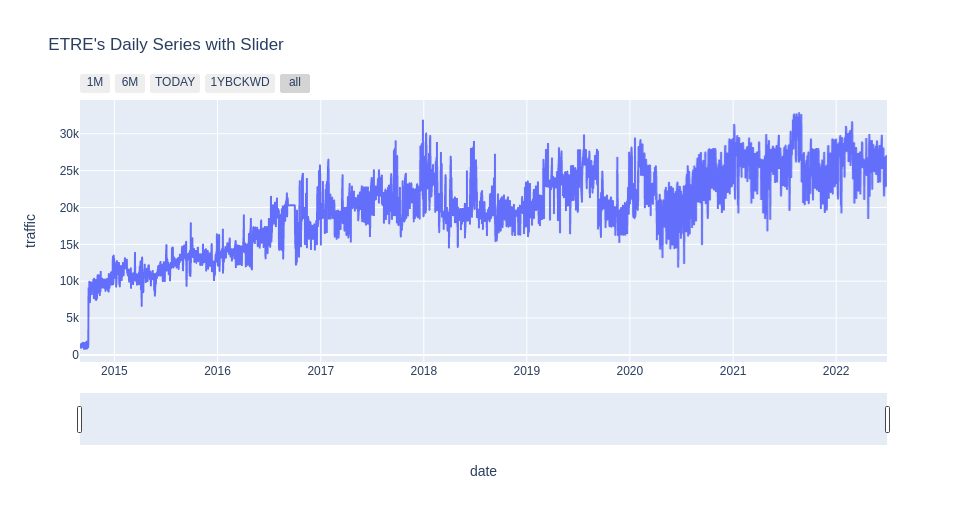 ETRE's Daily Series with Slider
1M 6M TODAY 1YBCKWD all
30k
25k
20k
15k
10k
5k
0
traffic
2015 2016 2017 2018 2019 2020 2021 2022
date